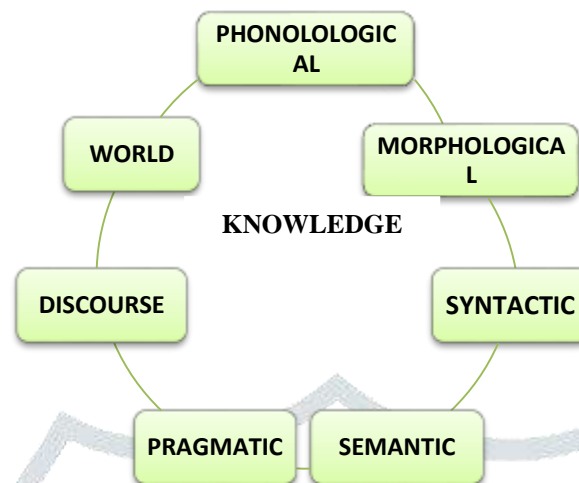 PHONOLOLOGIC
AL
WORLD
MORPHOLOGICA
L
KNOWLEDGE
DISCOURSE
SYNTACTIC
PRAGMATIC
SEMANTIC